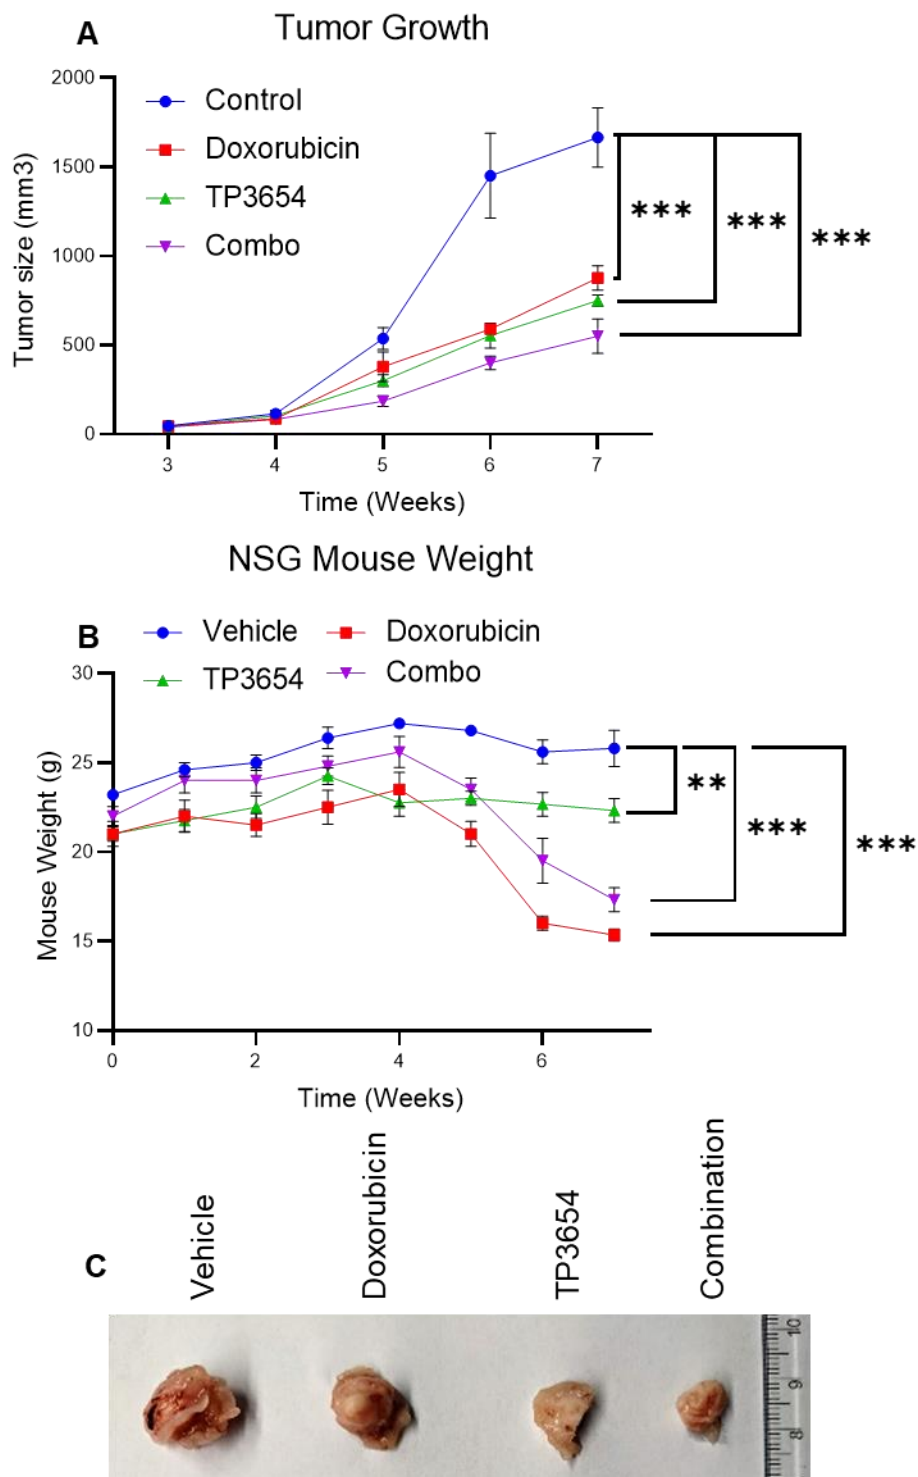 A
Tumor Growth
Control
Doxorubicin
TP3654
Combo
Tumor size (mm3)
2000
1500
1000
500
0
3 4 5 6 7
Time (Weeks)
***
***
***
NSG Mouse Weight
B
Vehicle Doxorubicin
TP3654 Combo
Mouse Weight (g)
30
25
20
15
10
0 2 4 6
Time (Weeks)
**
***
***
C
Vehicle
Doxorubicin
TP3654
Combination
10
9
8